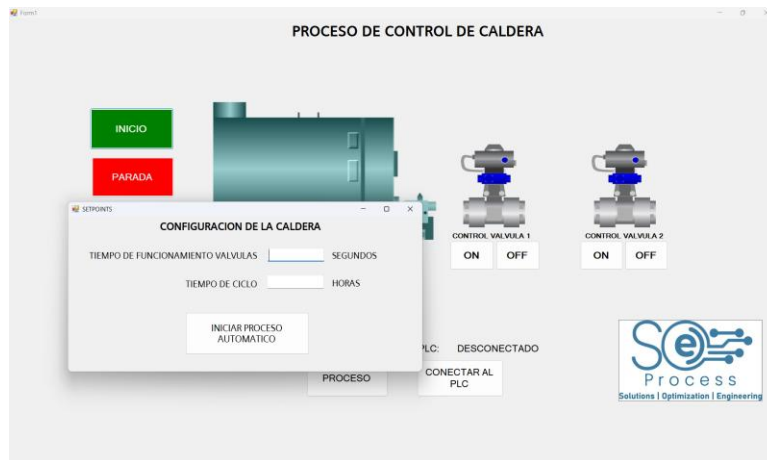 Form1
PROCESO DE CONTROL DE CALDERA
INICIO
PARADA
SETPOINTS
CONFIGURACION DE LA CALDERA
TIEMPO DE FUNCIONAMIENTO VALVULAS
SEGUNDOS
TIEMPO DE CICLO
HORAS
INICIAR PROCESO
AUTOMATICO
CONTROL VALVULA 1
ON
OFF
CONTROL VALVULA 2
ON
OFF
PLC:
DESCONECTADO
PROCESO
CONECTAR AL
PLC
SOe
Process
Solutions | Optimization | Engineering